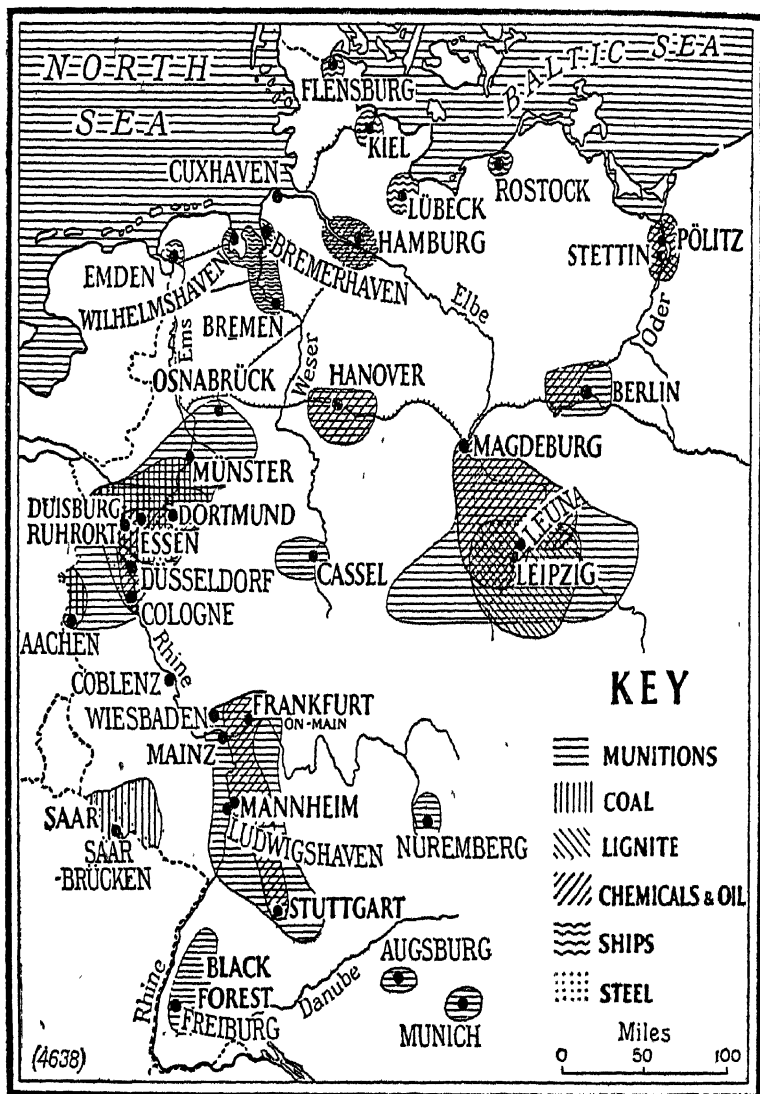 NORTH
SEA
BALTIC SEA
FLENSBURG
KIEL
CUXHAVEN
LÜBECK
ROSTOCK
HAMBURG
STETTIN
PÖLITZ
EMDEN
WILHELMSHAVEN
BREMERHAVEN
BREMEN
Elbe
Oder
Ems
Weser
OSNABRÜCK
HANOVER
BERLIN
MAGDEBURG
MÜNSTER
DUISBURG
RUHRORT
DORTMUND
ESSEN
LEUNA
LEIPZIG
CASSEL
DÜSSELDORF
COLOGNE
AACHEN
Rhine
COBLENZ
WIESBADEN
FRANKFURT
ON-MAIN
MAINZ
MANNHEIM
LUDWIGSHAVEN
NUREMBERG
SAAR
SAAR
-BRÜCKEN
STUTTGART
BLACK
FOREST
FREIBURG
Rhine
Danube
AUGSBURG
MUNICH
KEY
MUNITIONS
COAL
LIGNITE
CHEMICALS & OIL
SHIPS
STEEL
Miles
0 50 100
(4638)